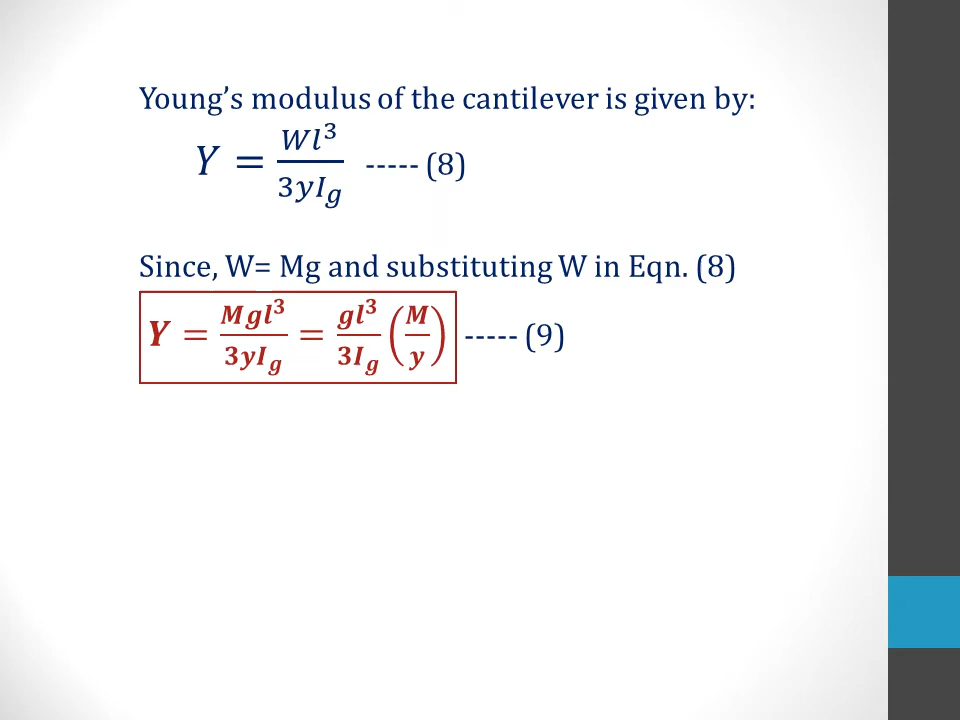 Young’s modulus of the cantilever is given by:
Y = Wl³ / 3yI_g ----- (8)
Since, W= Mg and substituting W in Eqn. (8)
Y = Mgl³ / 3yI_g = gl³ / 3I_g (M / y) ----- (9)